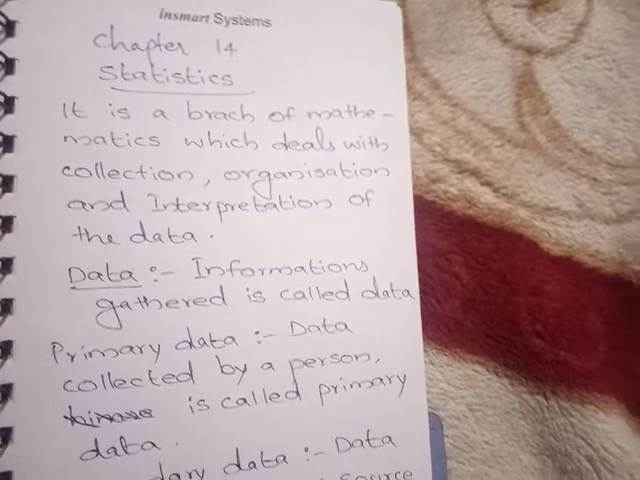 insmart Systems
Chapter 14
Statistics
It is a brach of mathe-
matics which deals with
collection, organisation
and Interpretation of
the data.
Data :- Informations
gathered is called data
Primary data :- Data
collected by a person,
is called primary
data.
dary data :- Data
source